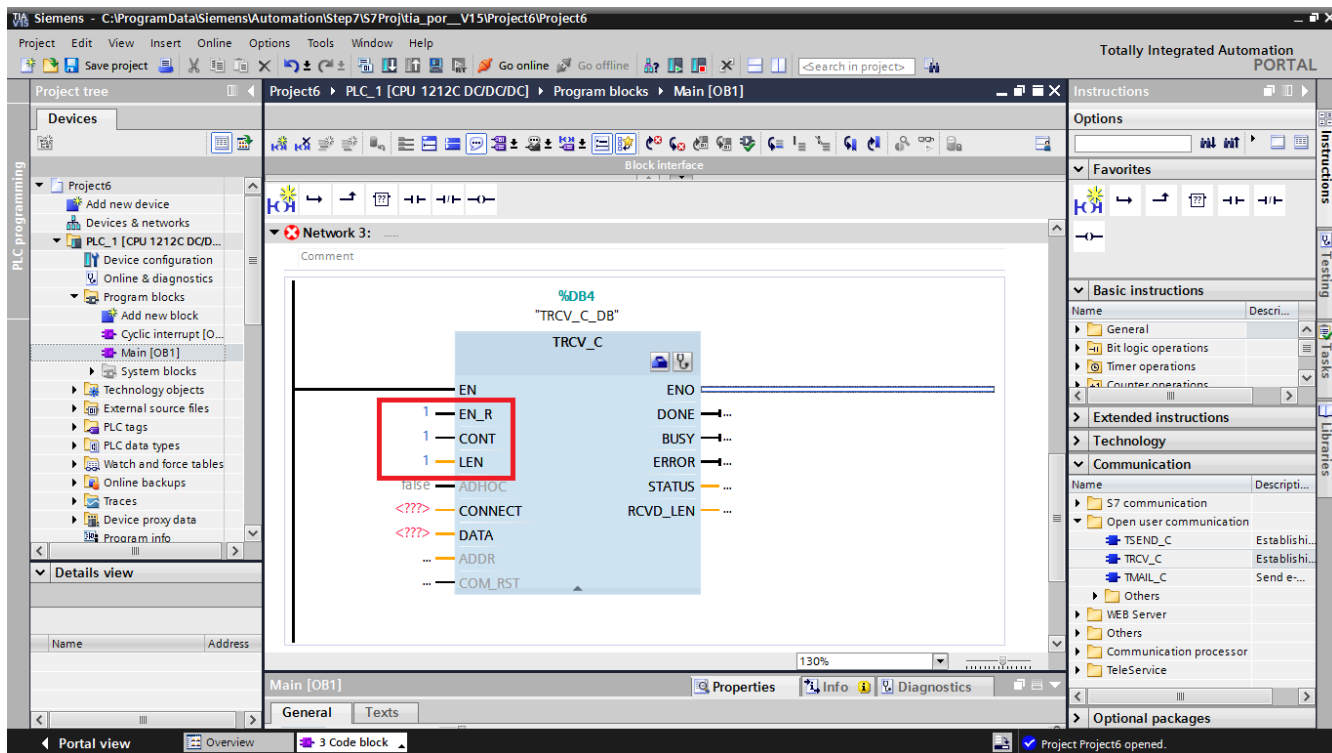 Siemens - C:\ProgramData\Siemens\Automation\Step7\S7Proj\tia_por__V15\Project6\Project6
Project Edit View Insert Online Options Tools Window Help
Totally Integrated Automation
PORTAL
Save project Go online Go offline <Search in project>
Project tree
Project6 PLC_1 [CPU 1212C DC/DC/DC] Program blocks Main [OB1]
Instructions
Devices
Options
PLC programming
Block interface
Favorites
Project6
Add new device
Devices & networks
PLC_1 [CPU 1212C DC/D...
Device configuration
Online & diagnostics
Program blocks
Add new block
Cyclic interrupt [O...
Main [OB1]
System blocks
Technology objects
External source files
PLC tags
PLC data types
Watch and force tables
Online backups
Traces
Device proxy data
Program info
Details view
Name Address
Network 3: .....
Comment
%DB4
"TRCV_C_DB"
TRCV_C
EN ENO
1 EN_R DONE ...
1 CONT BUSY ...
1 LEN ERROR ...
false ADHOC STATUS ...
<???> CONNECT RCVD_LEN ...
<???> DATA
... ADDR
... COM_RST
130%
Main [OB1]
Properties Info Diagnostics
General Texts
Basic instructions
Name Descri...
General
Bit logic operations
Timer operations
Counter operations
Extended instructions
Technology
Communication
Name Descripti...
S7 communication
Open user communication
TSEND_C Establishi...
TRCV_C Establishi...
TMAIL_C Send e-...
Others
WEB Server
Others
Communication processor
TeleService
Optional packages
Instructions
Testing
Tasks
Libraries
Portal view Overview 3 Code block
Project Project6 opened.